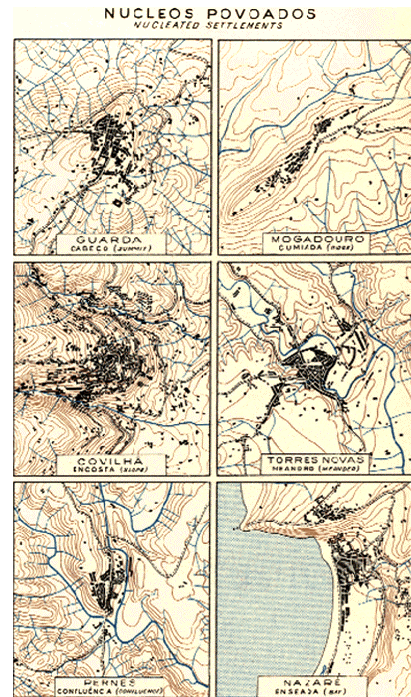 NUCLEOS POVOADOS
NUCLEATED SETTLEMENTS
GUARDA
CABEÇO (SUMMIT)
MOGADOURO
CUMIADA (RIDGE)
COVILHÃ
ENCOSTA (SLOPE)
TORRES NOVAS
MEANDRO (MEANDER)
PERNES
CONFLUÊNCIA (CONFLUENCE)
NAZARÉ
ENSEADA (BAY)